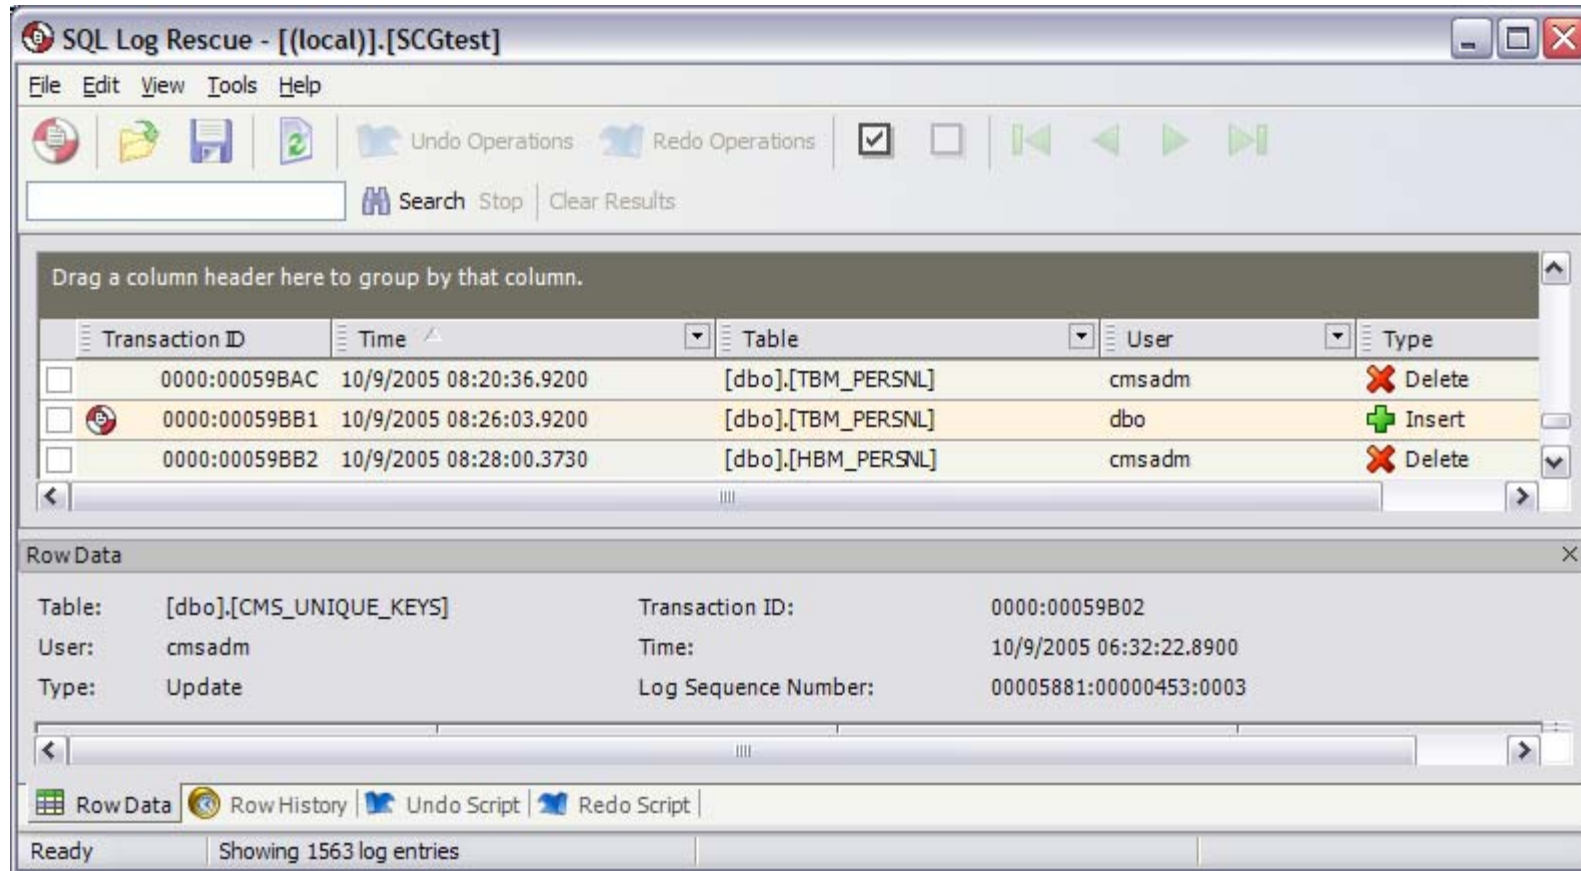 SQL Log Rescue - [(local)].[SCGtest]
File Edit View Tools Help
Undo Operations Redo Operations
Search Stop Clear Results
Drag a column header here to group by that column.
Transaction ID Time Table User Type
0000:00059BAC 10/9/2005 08:20:36.9200 [dbo].[TBM_PERSNL] cmsadm Delete
0000:00059BB1 10/9/2005 08:26:03.9200 [dbo].[TBM_PERSNL] dbo Insert
0000:00059BB2 10/9/2005 08:28:00.3730 [dbo].[HBM_PERSNL] cmsadm Delete
Row Data
Table: [dbo].[CMS_UNIQUE_KEYS] Transaction ID: 0000:00059B02
User: cmsadm Time: 10/9/2005 06:32:22.8900
Type: Update Log Sequence Number: 00005881:00000453:0003
Row Data Row History Undo Script Redo Script
Ready Showing 1563 log entries